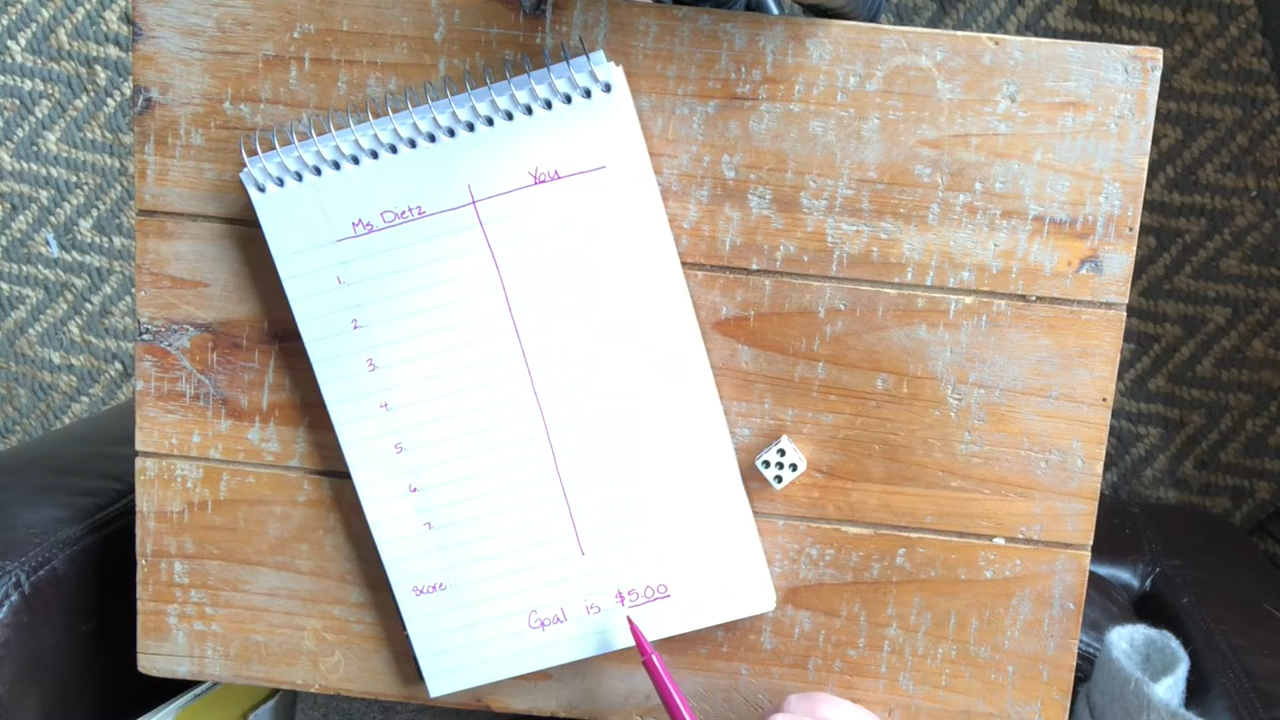 Ms. Dietz You
1.
2.
3.
4.
5.
6.
7.
Score:
Goal is $5.00